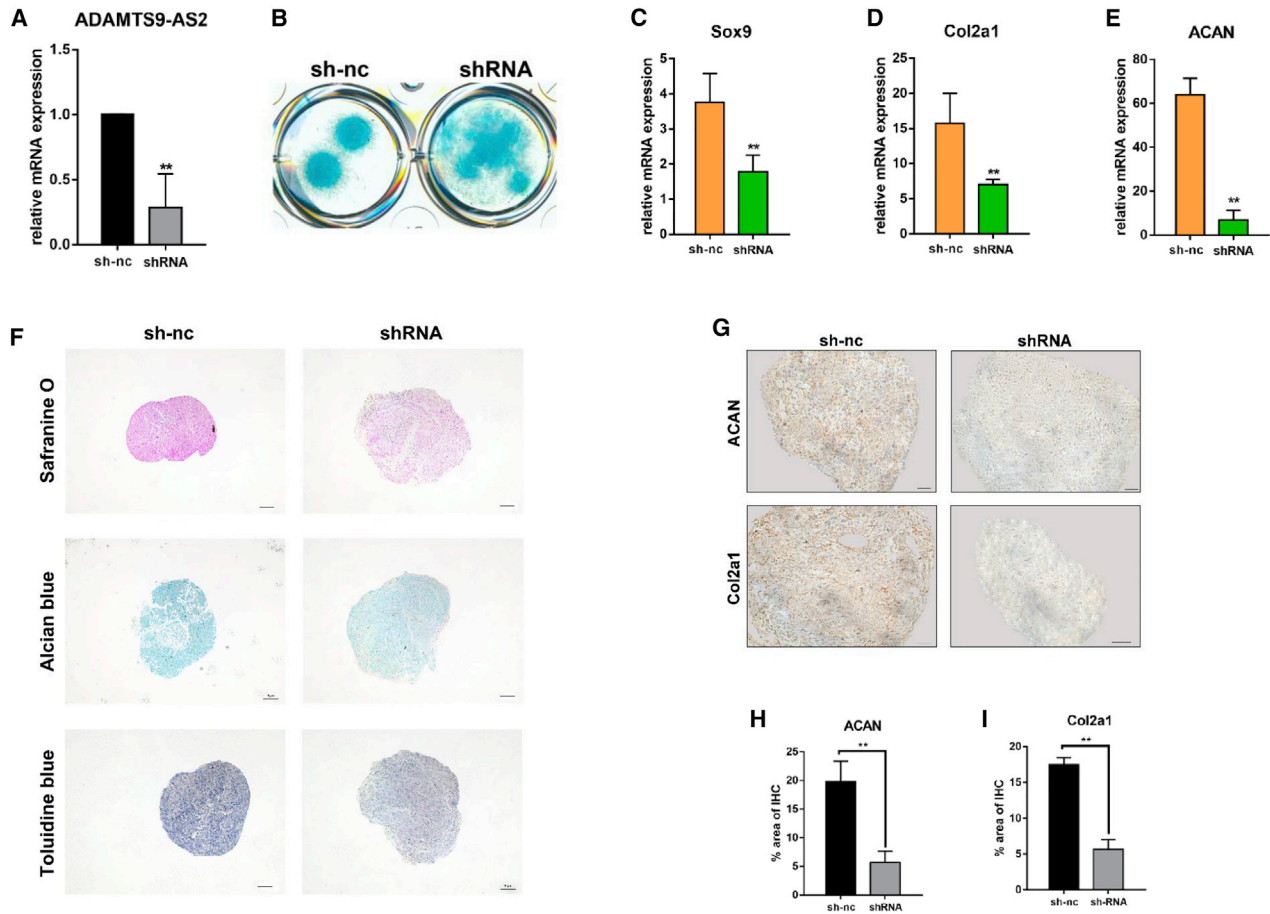 A
ADAMTS9-AS2
relative mRNA expression
1.5
1.0
0.5
0.0
**
sh-nc
shRNA
B
sh-nc
shRNA
C
Sox9
relative mRNA expression
5
4
3
2
1
0
**
sh-nc
shRNA
D
Col2a1
relative mRNA expression
25
20
15
10
5
0
**
sh-nc
shRNA
E
ACAN
relative mRNA expression
80
60
40
20
0
**
sh-nc
shRNA
F
sh-nc
shRNA
Safranine O
Alcian blue
Toluidine blue
G
sh-nc
shRNA
ACAN
Col2a1
H
ACAN
% area of IHC
25
20
15
10
5
0
**
sh-nc
shRNA
I
Col2a1
% area of IHC
20
15
10
5
0
**
sh-nc
sh-RNA